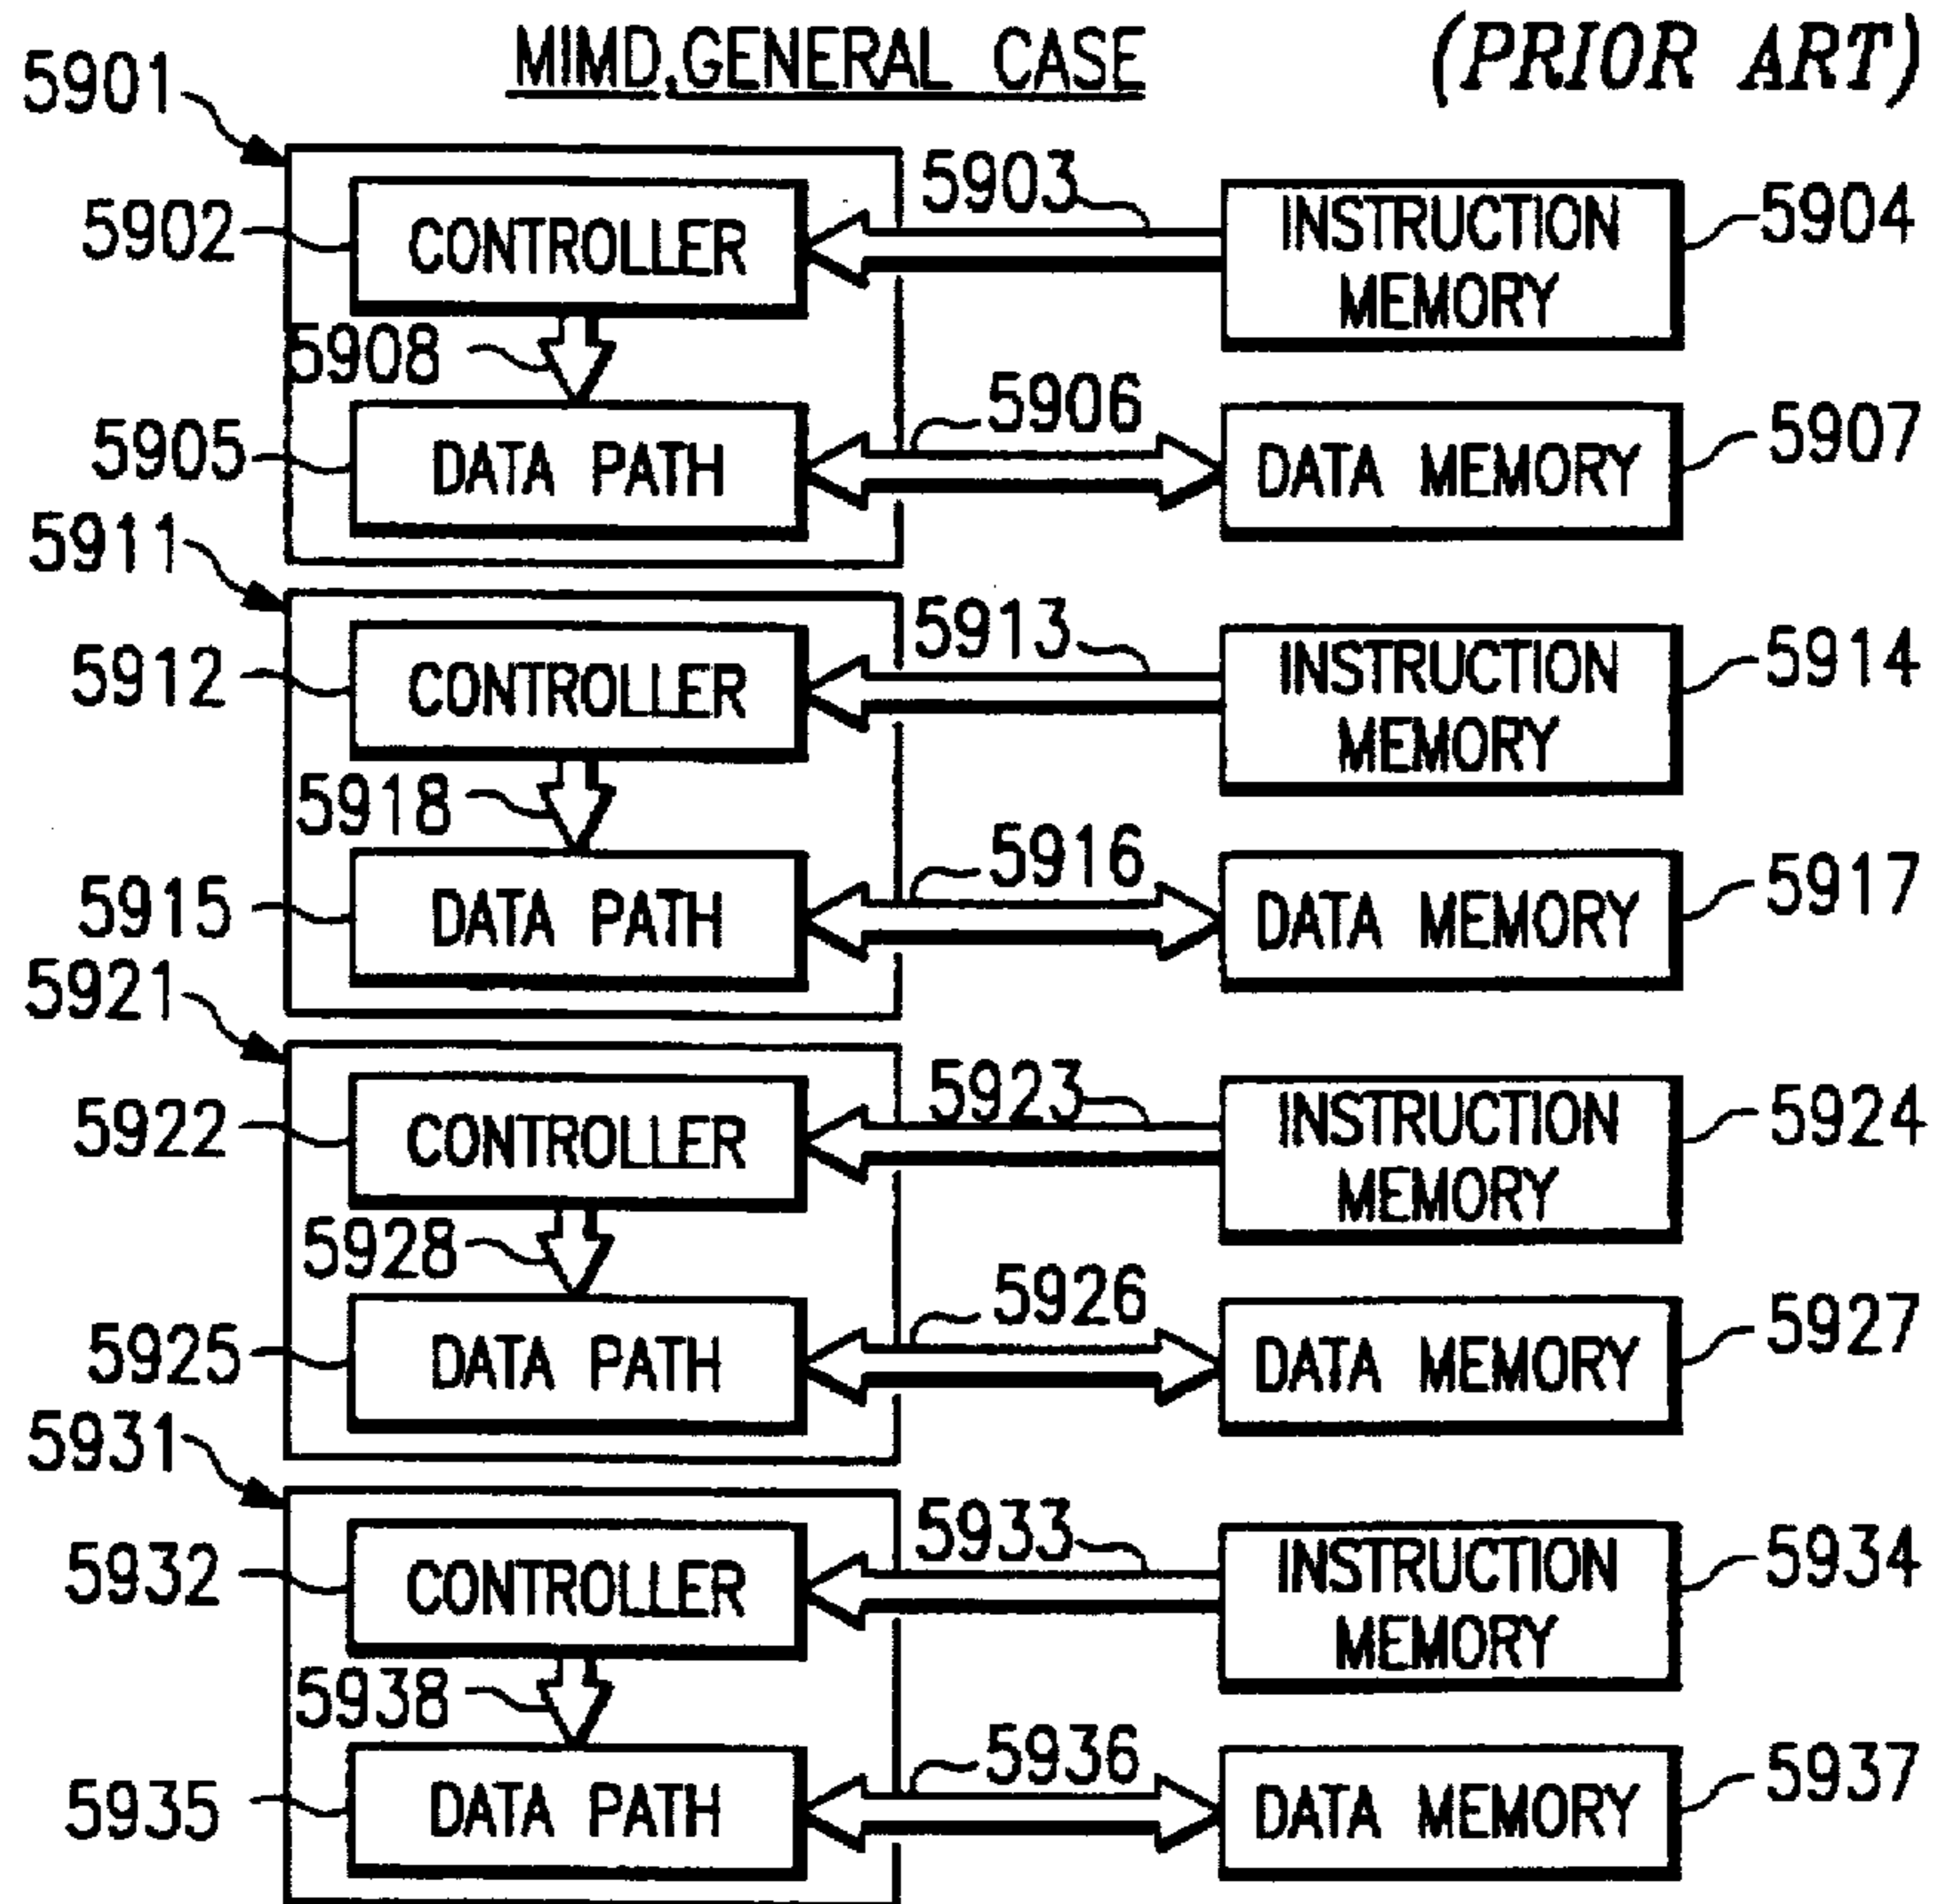 MIMD.GENERAL CASE
(PRIOR ART)
5901
5902
CONTROLLER
5903
INSTRUCTION
MEMORY
5904
5908
5905
DATA PATH
5906
DATA MEMORY
5907
5911
5912
CONTROLLER
5913
INSTRUCTION
MEMORY
5914
5918
5915
DATA PATH
5916
DATA MEMORY
5917
5921
5922
CONTROLLER
5923
INSTRUCTION
MEMORY
5924
5928
5925
DATA PATH
5926
DATA MEMORY
5927
5931
5932
CONTROLLER
5933
INSTRUCTION
MEMORY
5934
5938
5935
DATA PATH
5936
DATA MEMORY
5937